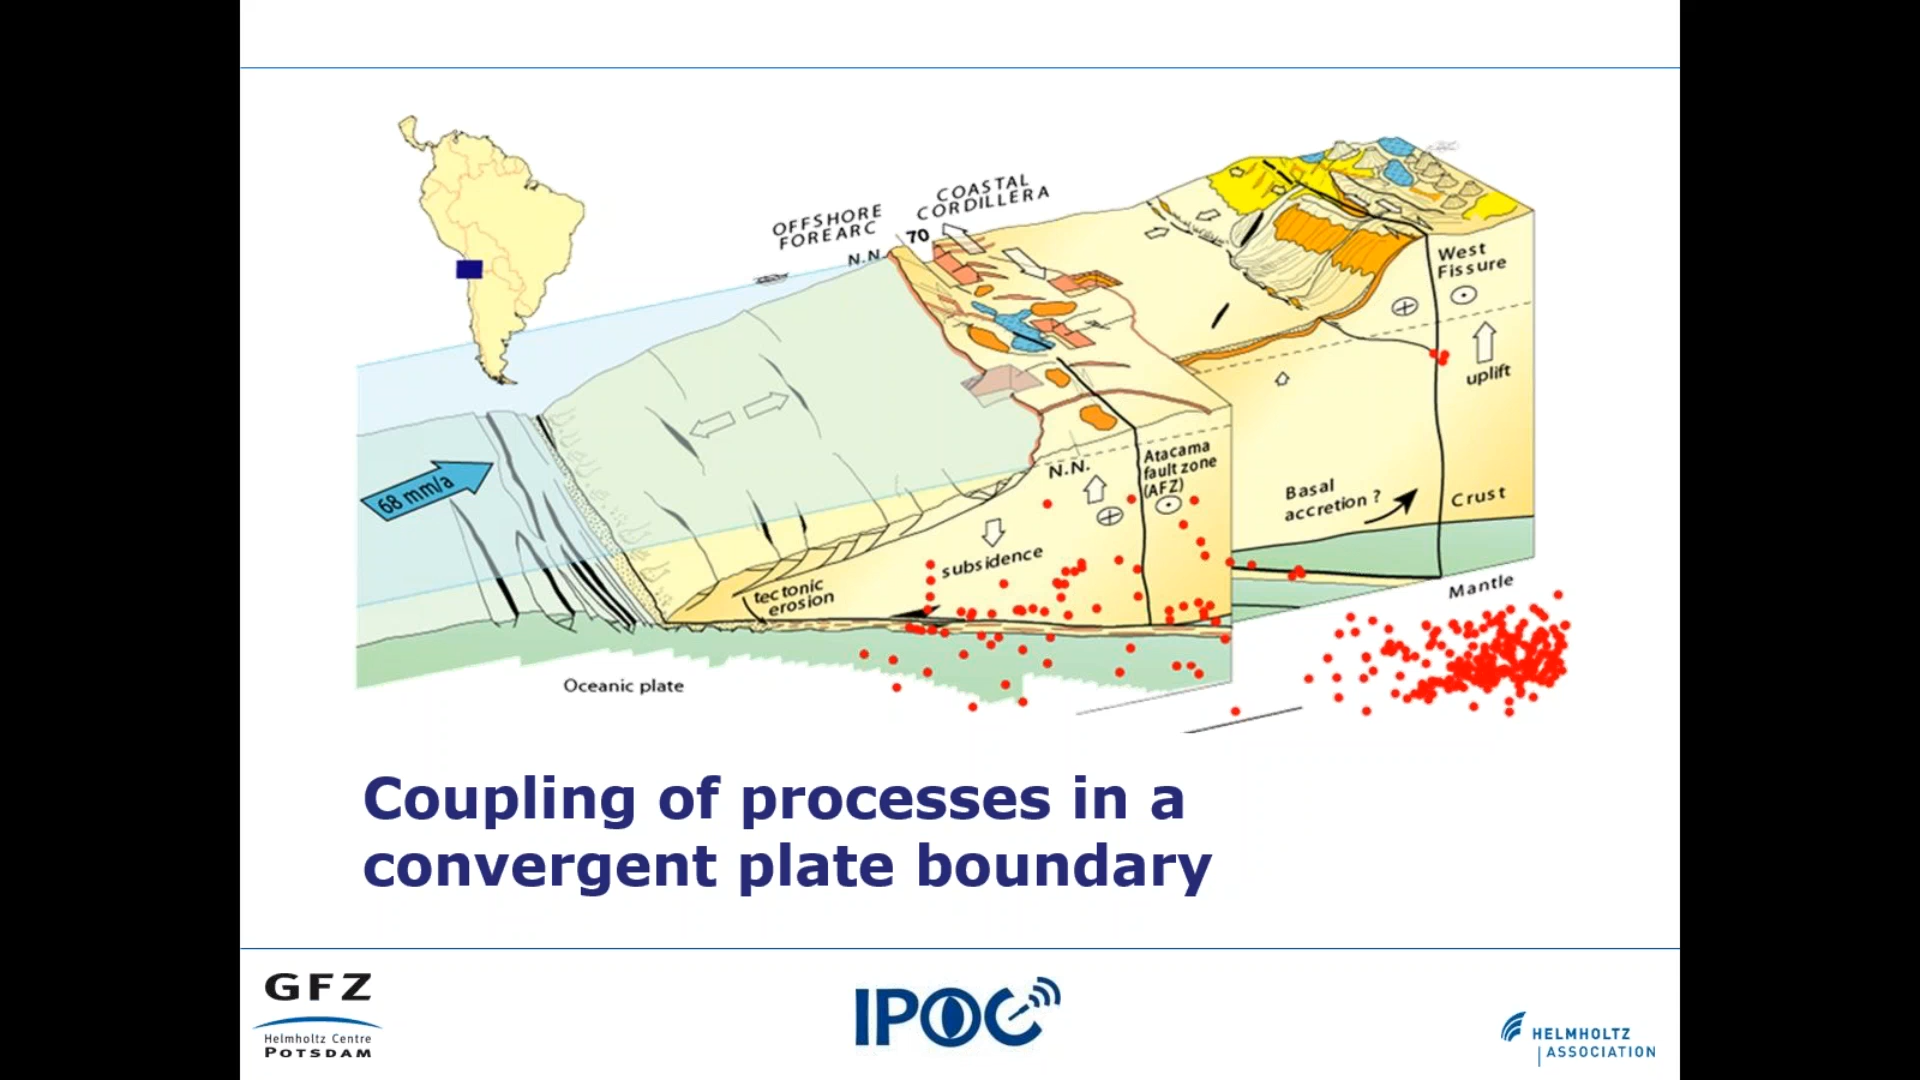 OFFSHORE
FOREARC
COASTAL
CORDILLERA
N.N.
70
West
Fissure
uplift
68 mm/a
N.N.
Atacama
fault zone
(AFZ)
Basal
accretion ?
Crust
subsidence
tectonic
erosion
Mantle
Oceanic plate
Coupling of processes in a
convergent plate boundary
GFZ
Helmholtz Centre
POTSDAM
IPOC
HELMHOLTZ
ASSOCIATION